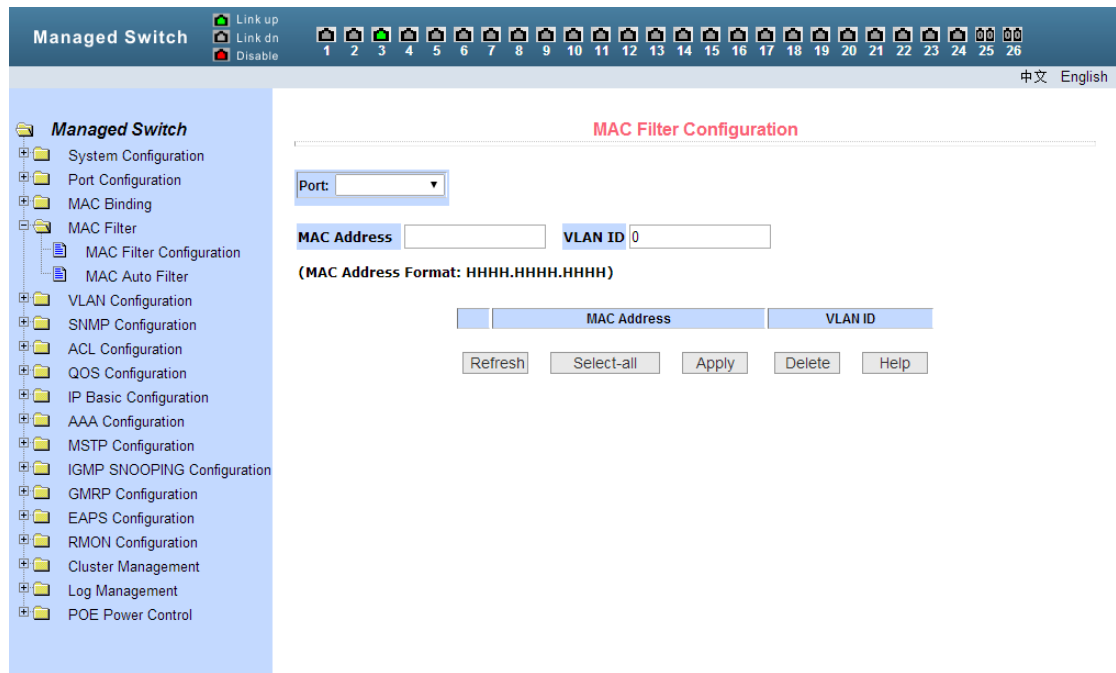 Managed Switch
Link up
Link dn
Disable
1 2 3 4 5 6 7 8 9 10 11 12 13 14 15 16 17 18 19 20 21 22 23 24 25 26
中文 English
Managed Switch
System Configuration
Port Configuration
MAC Binding
MAC Filter
MAC Filter Configuration
MAC Auto Filter
VLAN Configuration
SNMP Configuration
ACL Configuration
QOS Configuration
IP Basic Configuration
AAA Configuration
MSTP Configuration
IGMP SNOOPING Configuration
GMRP Configuration
EAPS Configuration
RMON Configuration
Cluster Management
Log Management
POE Power Control
MAC Filter Configuration
Port:
MAC Address VLAN ID 0
(MAC Address Format: HHHH.HHHH.HHHH)
MAC Address VLAN ID
Refresh Select-all Apply Delete Help